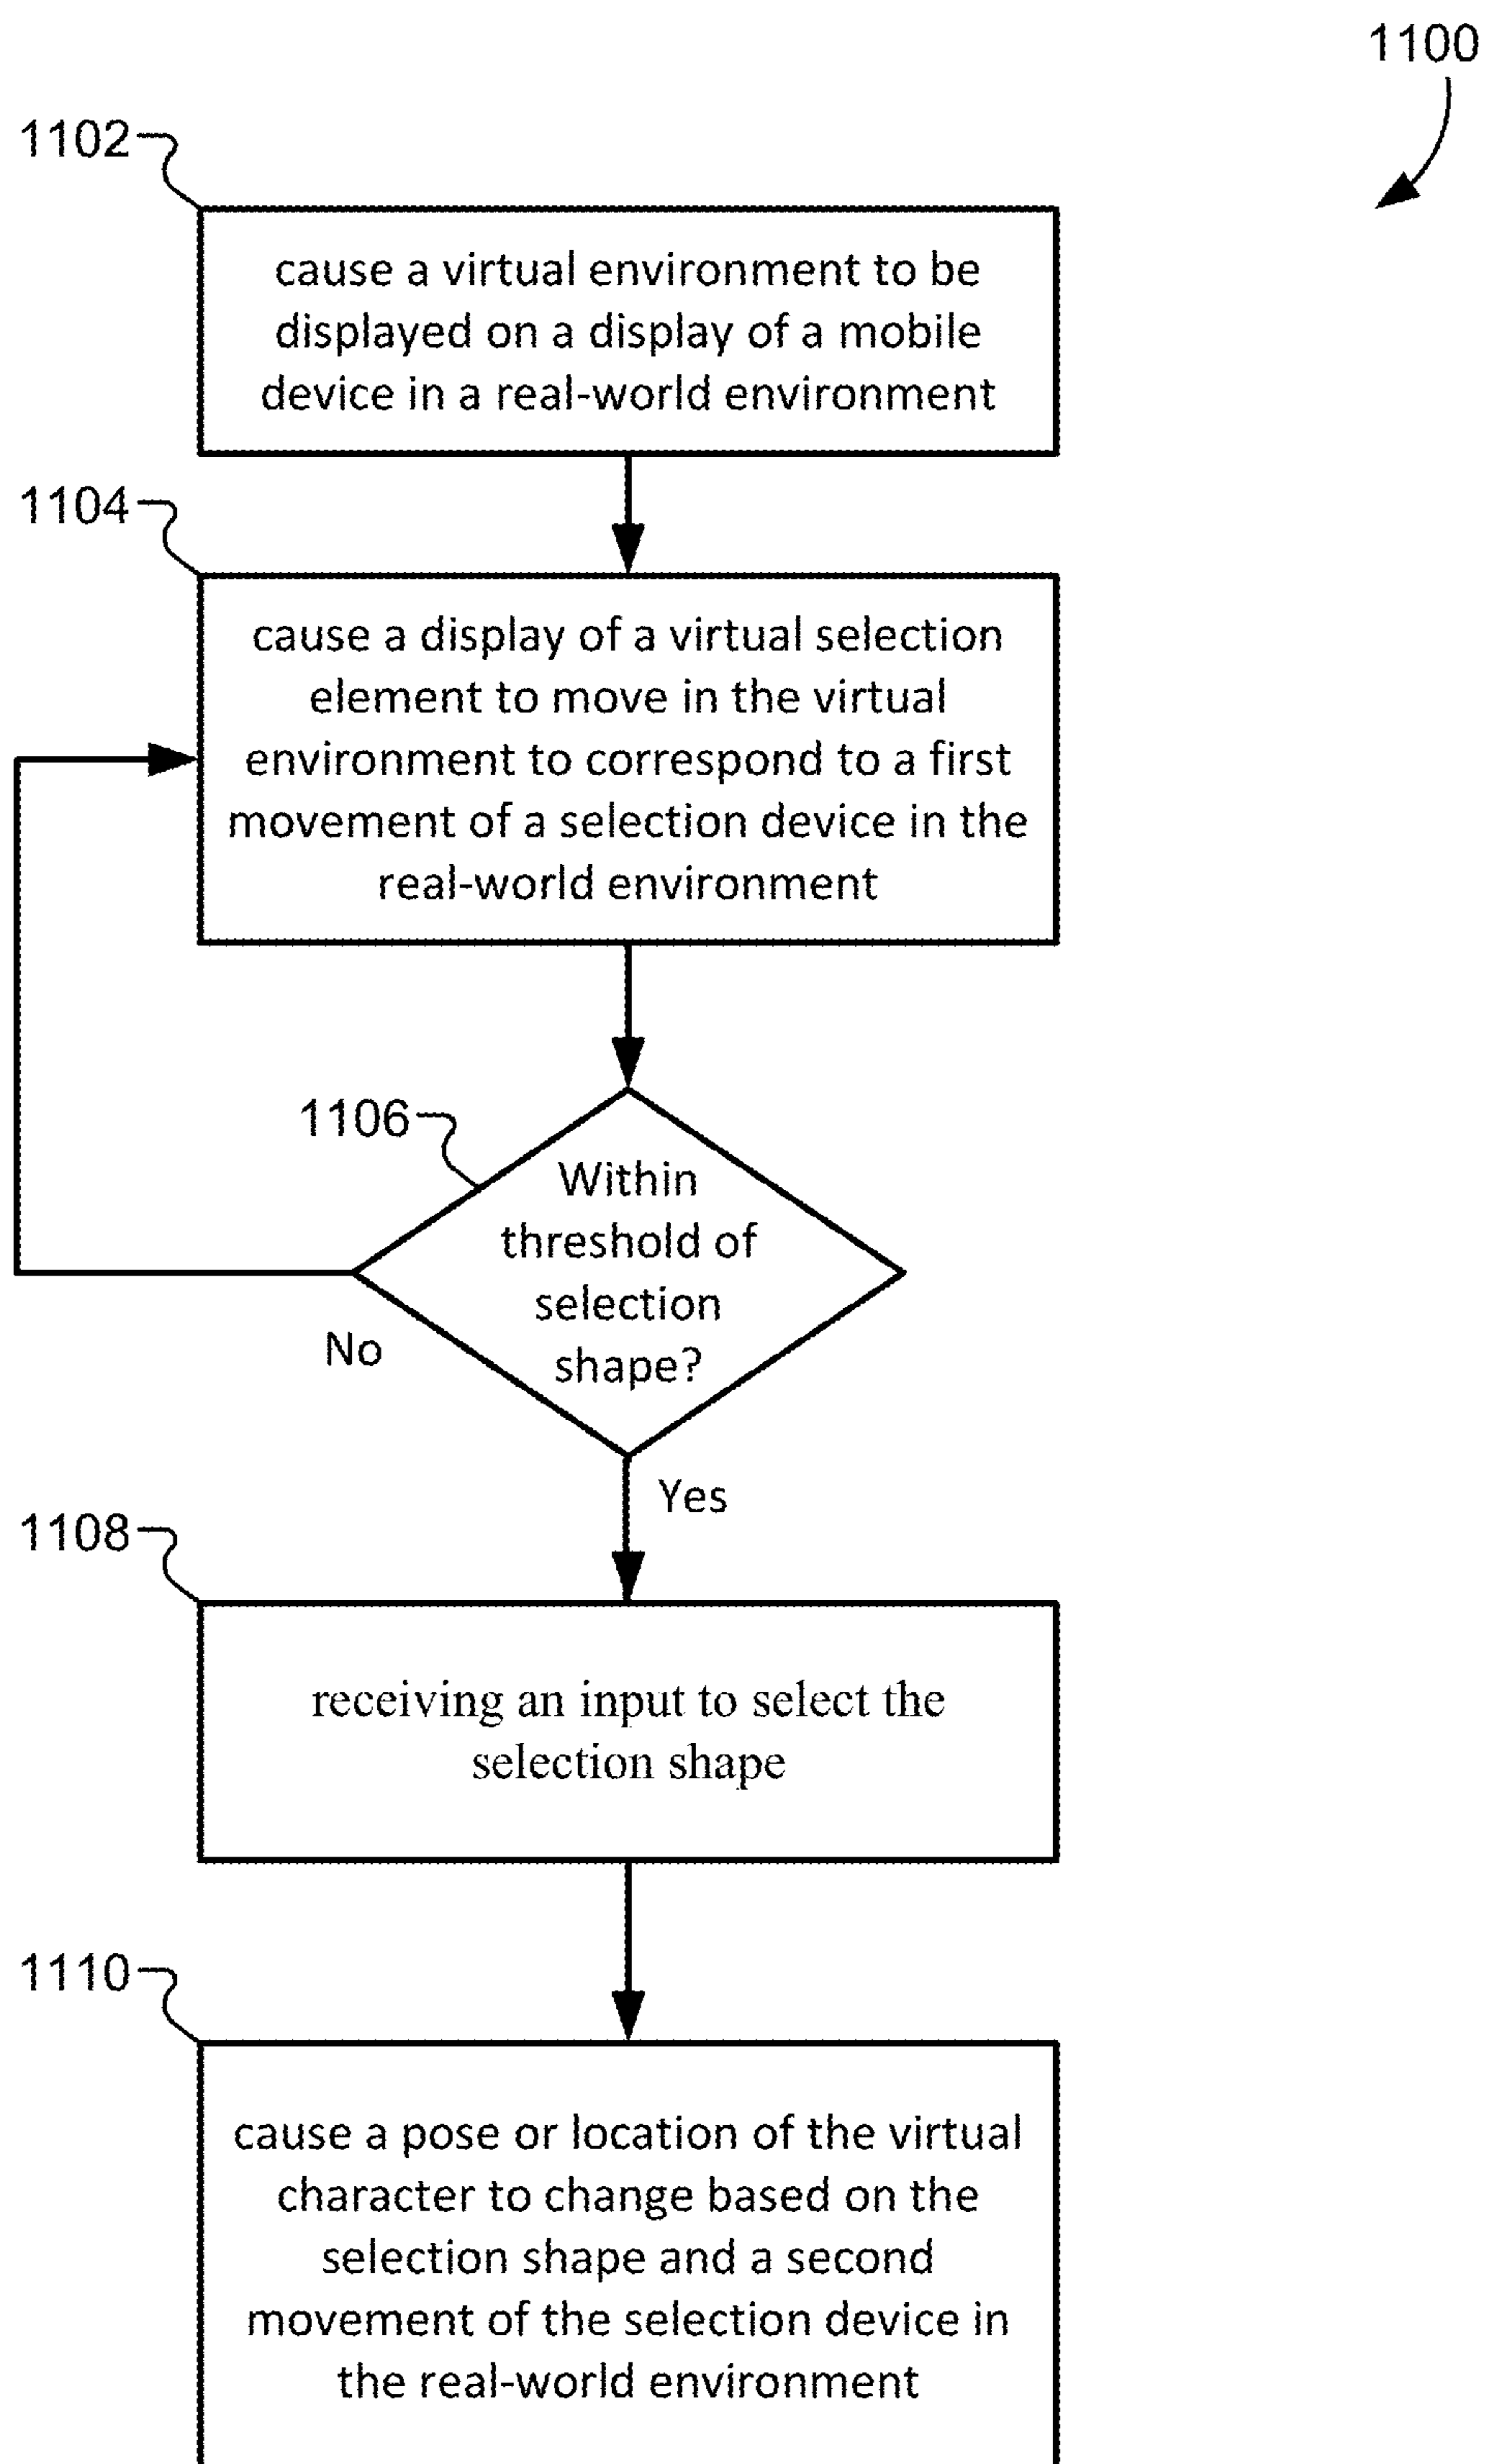 1100
1102
cause a virtual environment to be
displayed on a display of a mobile
device in a real-world environment
1104
cause a display of a virtual selection
element to move in the virtual
environment to correspond to a first
movement of a selection device in the
real-world environment
1106
Within
threshold of
selection
shape?
No
Yes
1108
receiving an input to select the
selection shape
1110
cause a pose or location of the virtual
character to change based on the
selection shape and a second
movement of the selection device in
the real-world environment